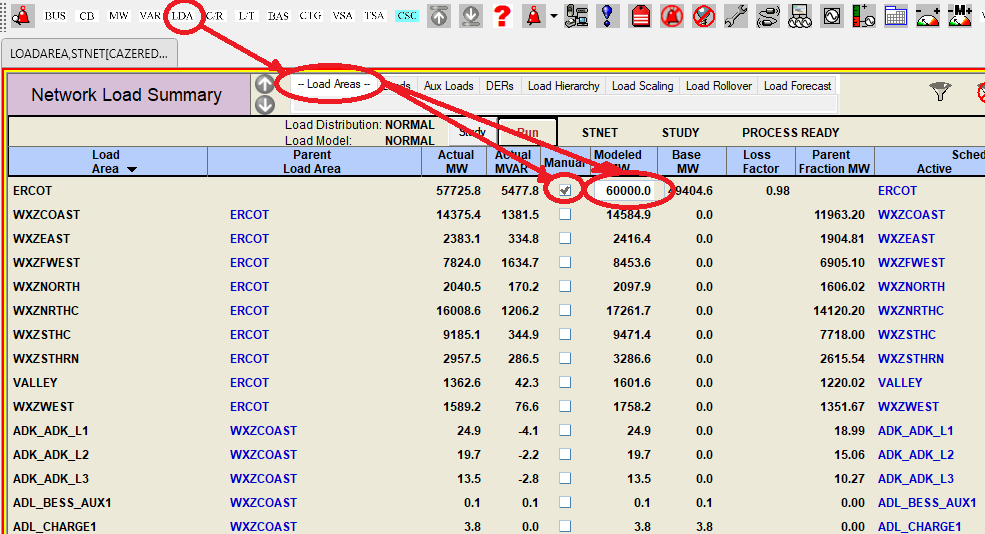 BUS CB MW VAR LDA C/R L-T BAS CTG VSA TSA CSC
LOADAREA,STNET[CAZERED...
Network Load Summary
-- Load Areas -- Aux Loads DERs Load Hierarchy Load Scaling Load Rollover Load Forecast
Load Distribution: NORMAL Study Run STNET STUDY PROCESS READY
Load Model: NORMAL
Load Parent Actual Actual Manual Modeled Base Loss Parent Sched
Area Load Area MW MVAR MW MW Factor Fraction MW Active
ERCOT 57725.8 5477.8 60000.0 49404.6 0.98 ERCOT
WXZCOAST ERCOT 14375.4 1381.5 14584.9 0.0 11963.20 WXZCOAST
WXZEAST ERCOT 2383.1 334.8 2416.4 0.0 1904.81 WXZEAST
WXZFWEST ERCOT 7824.0 1634.7 8453.6 0.0 6905.10 WXZFWEST
WXZNORTH ERCOT 2040.5 170.2 2097.9 0.0 1606.02 WXZNORTH
WXZNRTHC ERCOT 16008.6 1206.2 17261.7 0.0 14120.20 WXZNRTHC
WXZSTHC ERCOT 9185.1 344.9 9471.4 0.0 7718.00 WXZSTHC
WXZSTHRN ERCOT 2957.5 286.5 3286.6 0.0 2615.54 WXZSTHRN
VALLEY ERCOT 1362.6 42.3 1601.6 0.0 1220.02 VALLEY
WXZWEST ERCOT 1589.2 76.6 1758.2 0.0 1351.67 WXZWEST
ADK_ADK_L1 WXZCOAST 24.9 -4.1 24.9 0.0 18.99 ADK_ADK_L1
ADK_ADK_L2 WXZCOAST 19.7 -2.2 19.7 0.0 15.06 ADK_ADK_L2
ADK_ADK_L3 WXZCOAST 13.5 -2.8 13.5 0.0 10.27 ADK_ADK_L3
ADL_BESS_AUX1 WXZCOAST 0.1 0.1 0.1 0.1 0.00 ADL_BESS_AUX1
ADL_CHARGE1 WXZCOAST 3.8 0.0 3.8 3.8 0.00 ADL_CHARGE1